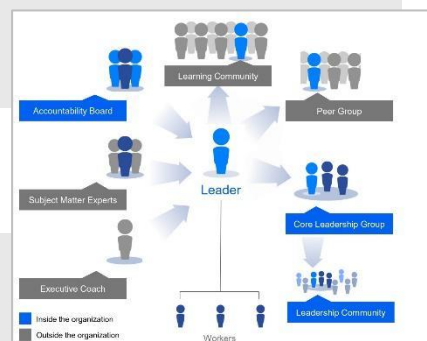 Learning Community
Accountability Board
Peer Group
Leader
Subject Matter Experts
Core Leadership Group
Executive Coach
Leadership Community
Inside the organization
Outside the organization
Workers